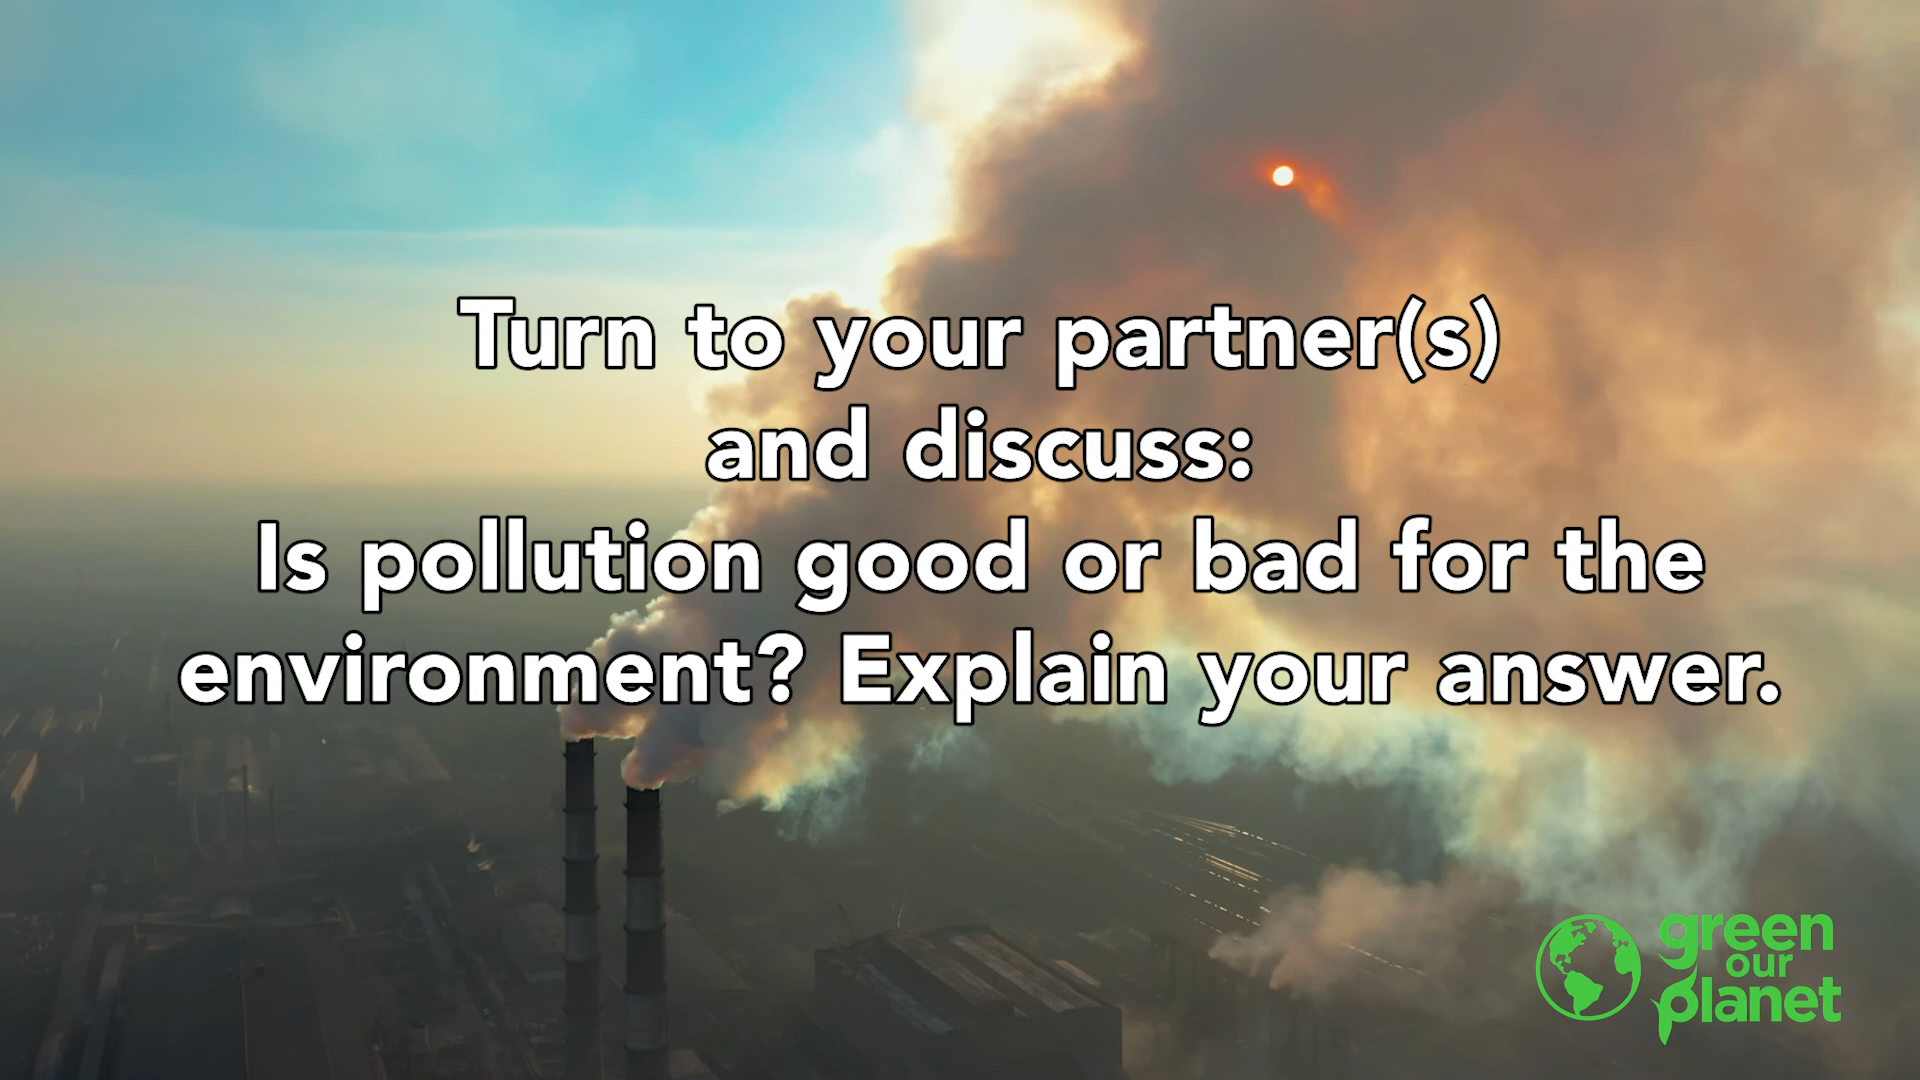 Turn to your partner(s)
and discuss:
Is pollution good or bad for the
environment? Explain your answer.
green
our
planet